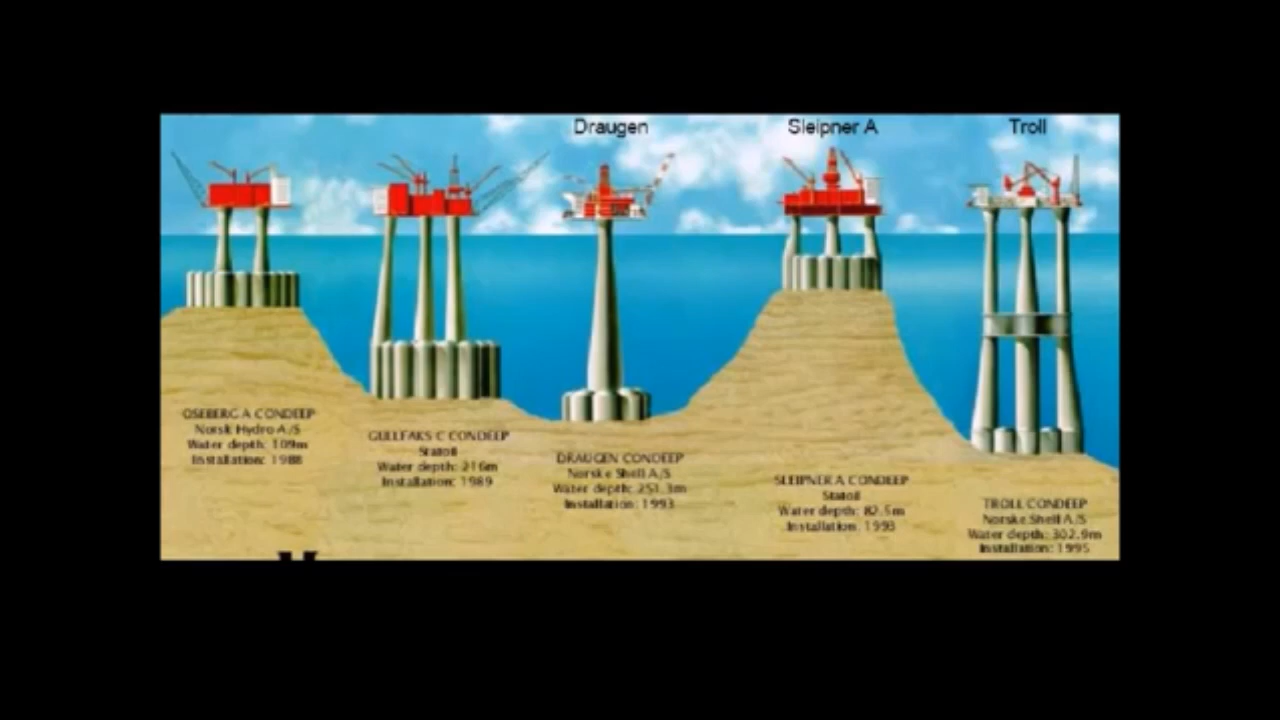 Draugen
Sleipner A
Troll
OSEBERG A CONDEEP
Norsk Hydro A/S
Water depth: 109m
Installation: 1988
GULLFAKS C CONDEEP
Statoil
Water depth: 216m
Installation: 1989
DRAUGEN CONDEEP
Norske Shell A/S
Water depth: 251.3m
Installation: 1993
SLEIPNER A CONDEEP
Statoil
Water depth: 82.5m
Installation: 1993
TROLL CONDEEP
Norske Shell A/S
Water depth: 302.9m
Installation: 1995